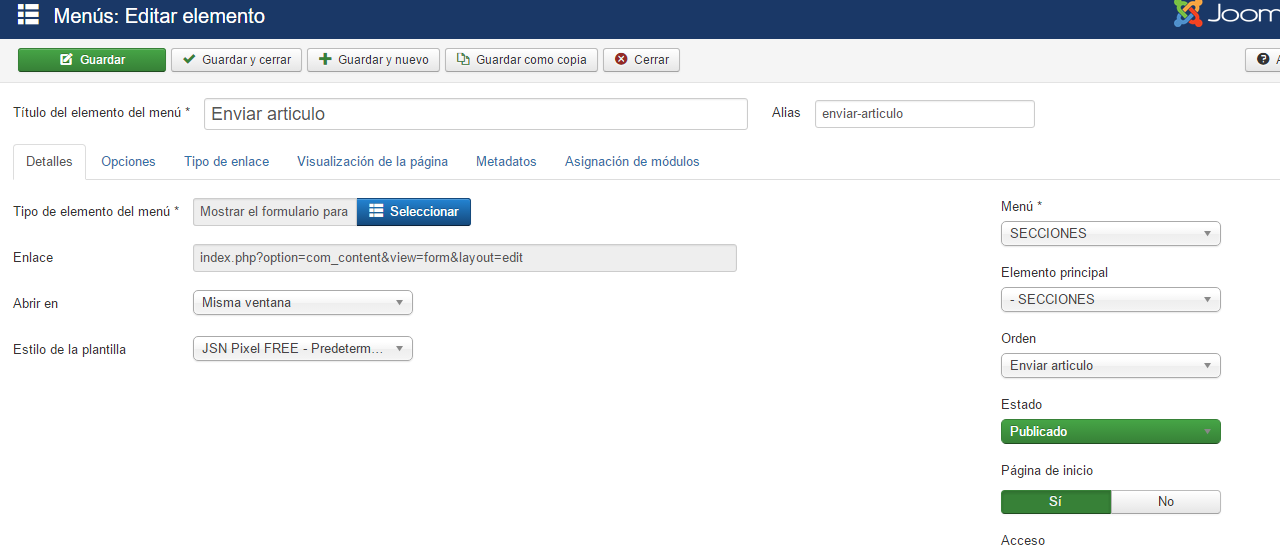 Menús: Editar elemento
Joom
Guardar
Guardar y cerrar
Guardar y nuevo
Guardar como copia
Cerrar
Título del elemento del menú *
Enviar articulo
Alias
enviar-articulo
Detalles
Opciones
Tipo de enlace
Visualización de la página
Metadatos
Asignación de módulos
Tipo de elemento del menú *
Mostrar el formulario para
Seleccionar
Enlace
index.php?option=com_content&view=form&layout=edit
Abrir en
Misma ventana
Estilo de la plantilla
JSN Pixel FREE - Predeterm...
Menú *
SECCIONES
Elemento principal
- SECCIONES
Orden
Enviar articulo
Estado
Publicado
Página de inicio
Sí
No
Acceso